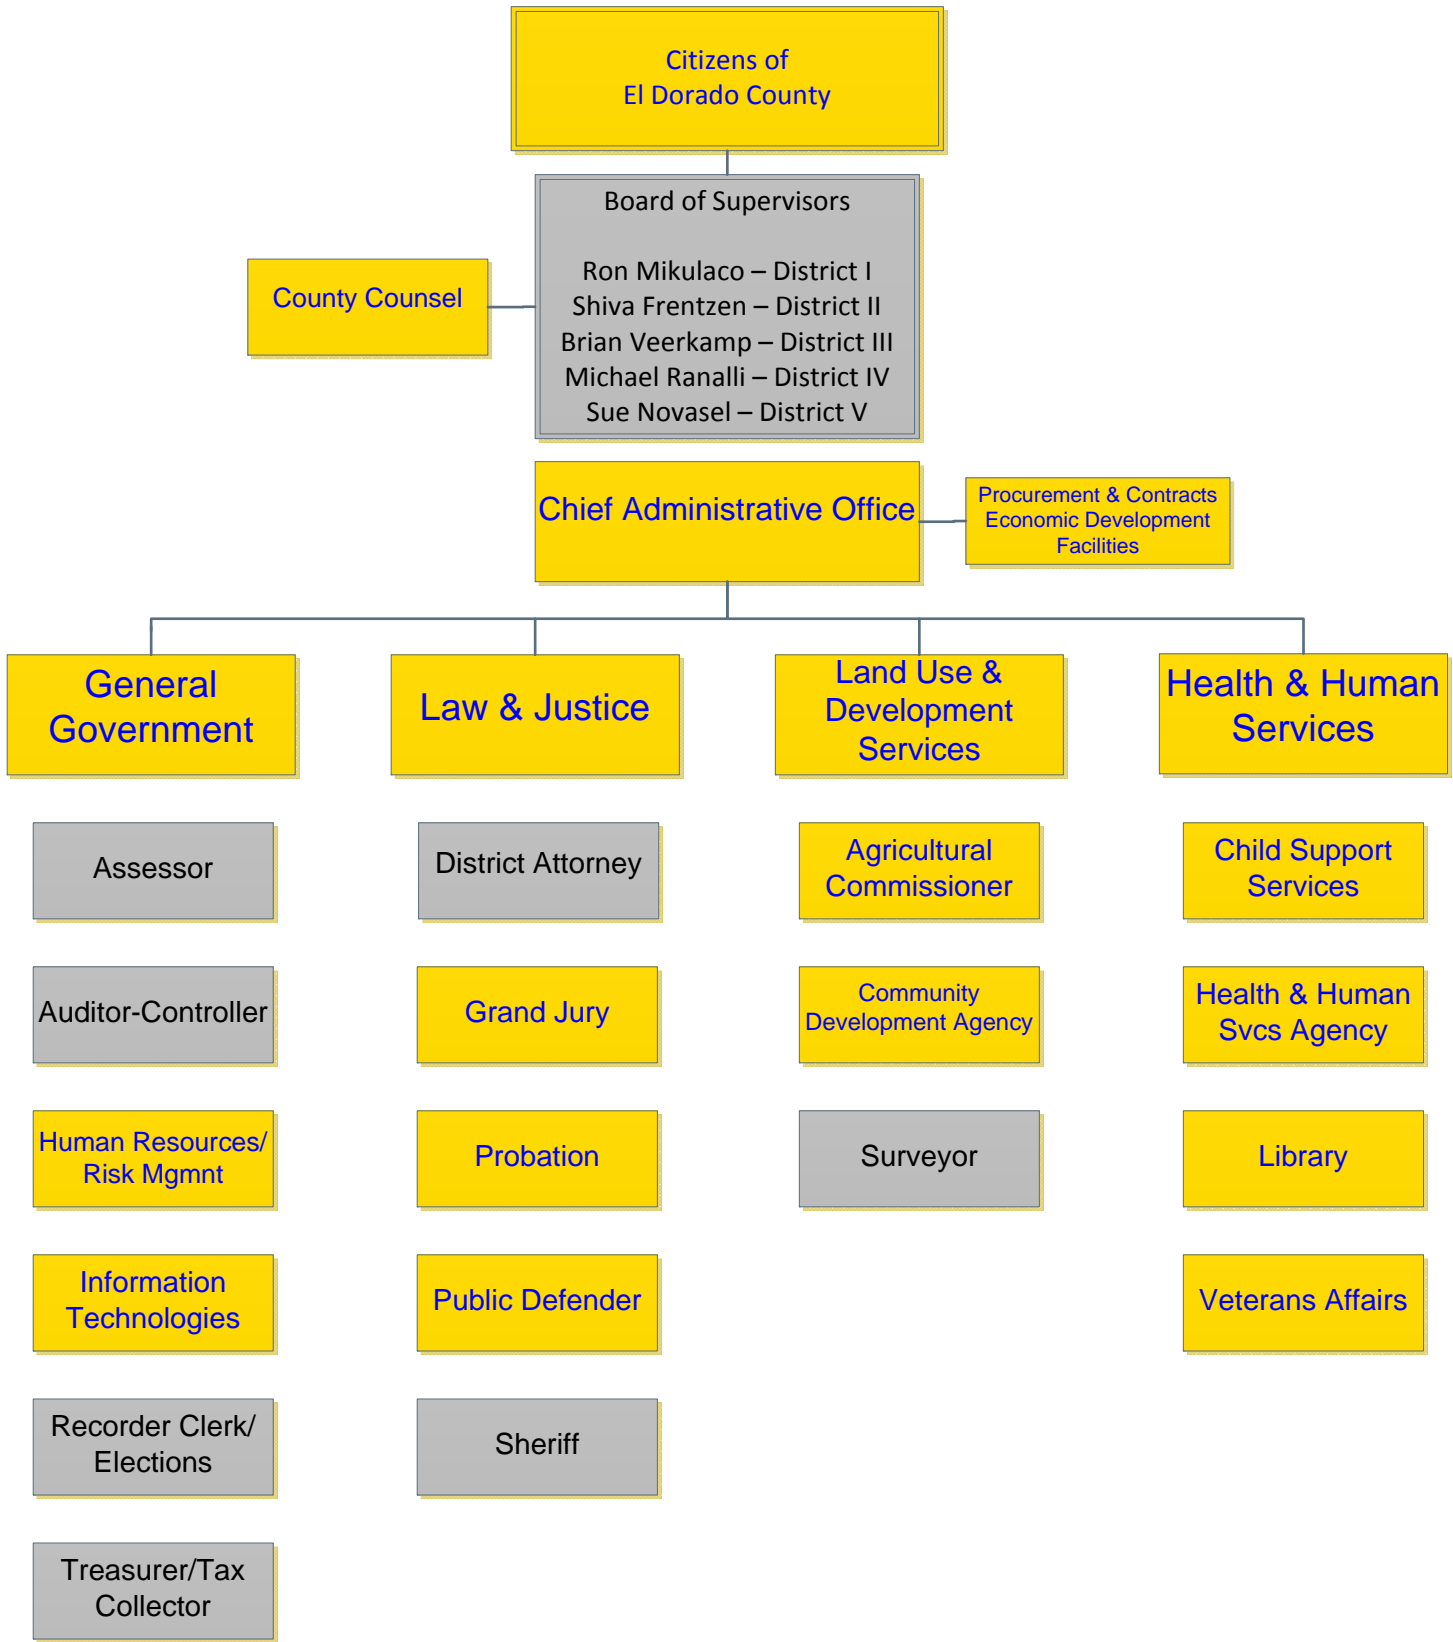 Citizens of
El Dorado County
Board of Supervisors
Ron Mikulaco – District I
Shiva Frentzen – District II
Brian Veerkamp – District III
Michael Ranalli – District IV
Sue Novasel – District V
County Counsel
Chief Administrative Office
Procurement & Contracts
Economic Development
Facilities
General
Government
Law & Justice
Land Use &
Development
Services
Health & Human
Services
Assessor
Auditor-Controller
Human Resources/
Risk Mgmnt
Information
Technologies
Recorder Clerk/
Elections
Treasurer/Tax
Collector
District Attorney
Grand Jury
Probation
Public Defender
Sheriff
Agricultural
Commissioner
Community
Development Agency
Surveyor
Child Support
Services
Health & Human
Svcs Agency
Library
Veterans Affairs